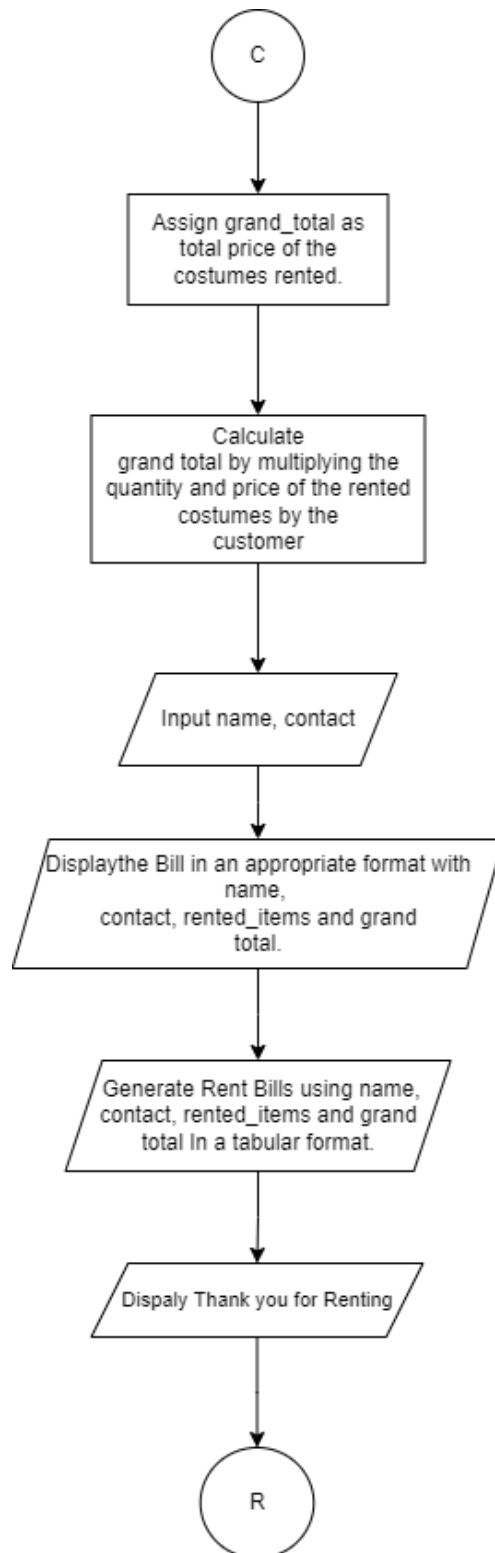 C
Assign grand_total as
total price of the
costumes rented.
Calculate
grand total by multiplying the
quantity and price of the rented
costumes by the
customer
Input name, contact
Displaythe Bill in an appropriate format with
name,
contact, rented_items and grand
total.
Generate Rent Bills using name,
contact, rented_items and grand
total In a tabular format.
Dispaly Thank you for Renting
R